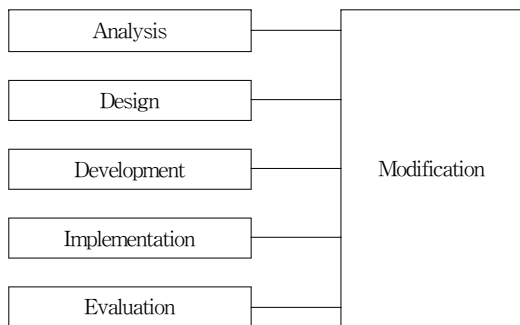 Analysis
Design
Development
Modification
Implementation
Evaluation